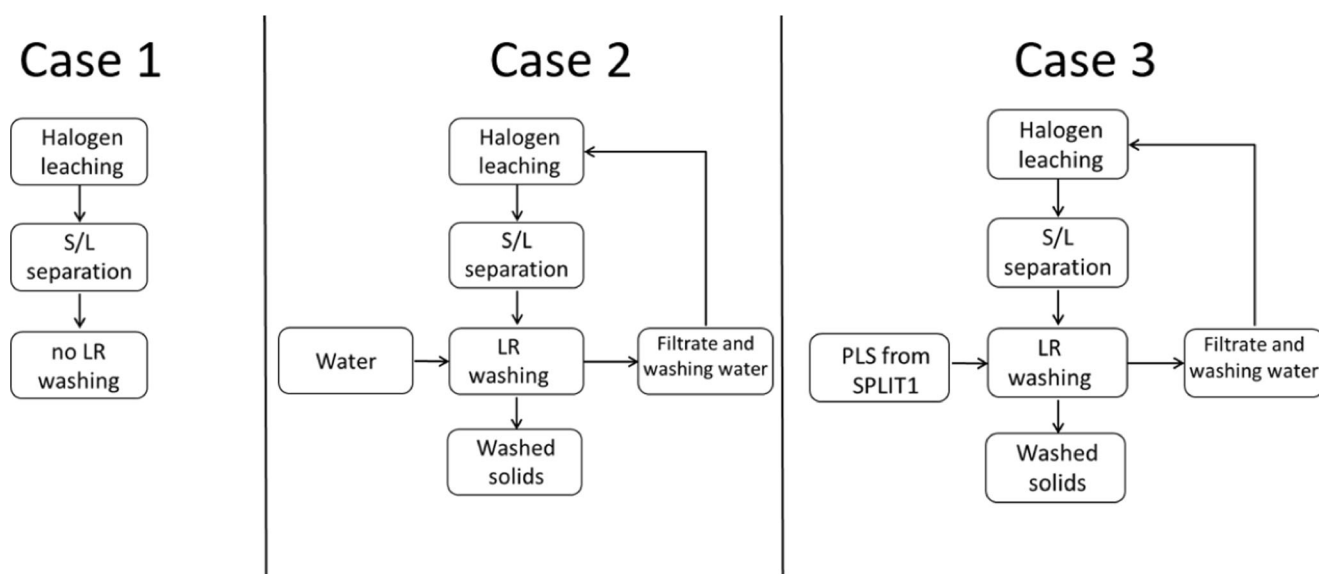 Case 1
Halogen
leaching
S/L
separation
no LR
washing
Case 2
Halogen
leaching
S/L
separation
Water
LR
washing
Filtrate and
washing water
Washed
solids
Case 3
Halogen
leaching
S/L
separation
PLS from
SPLIT1
LR
washing
Filtrate and
washing water
Washed
solids